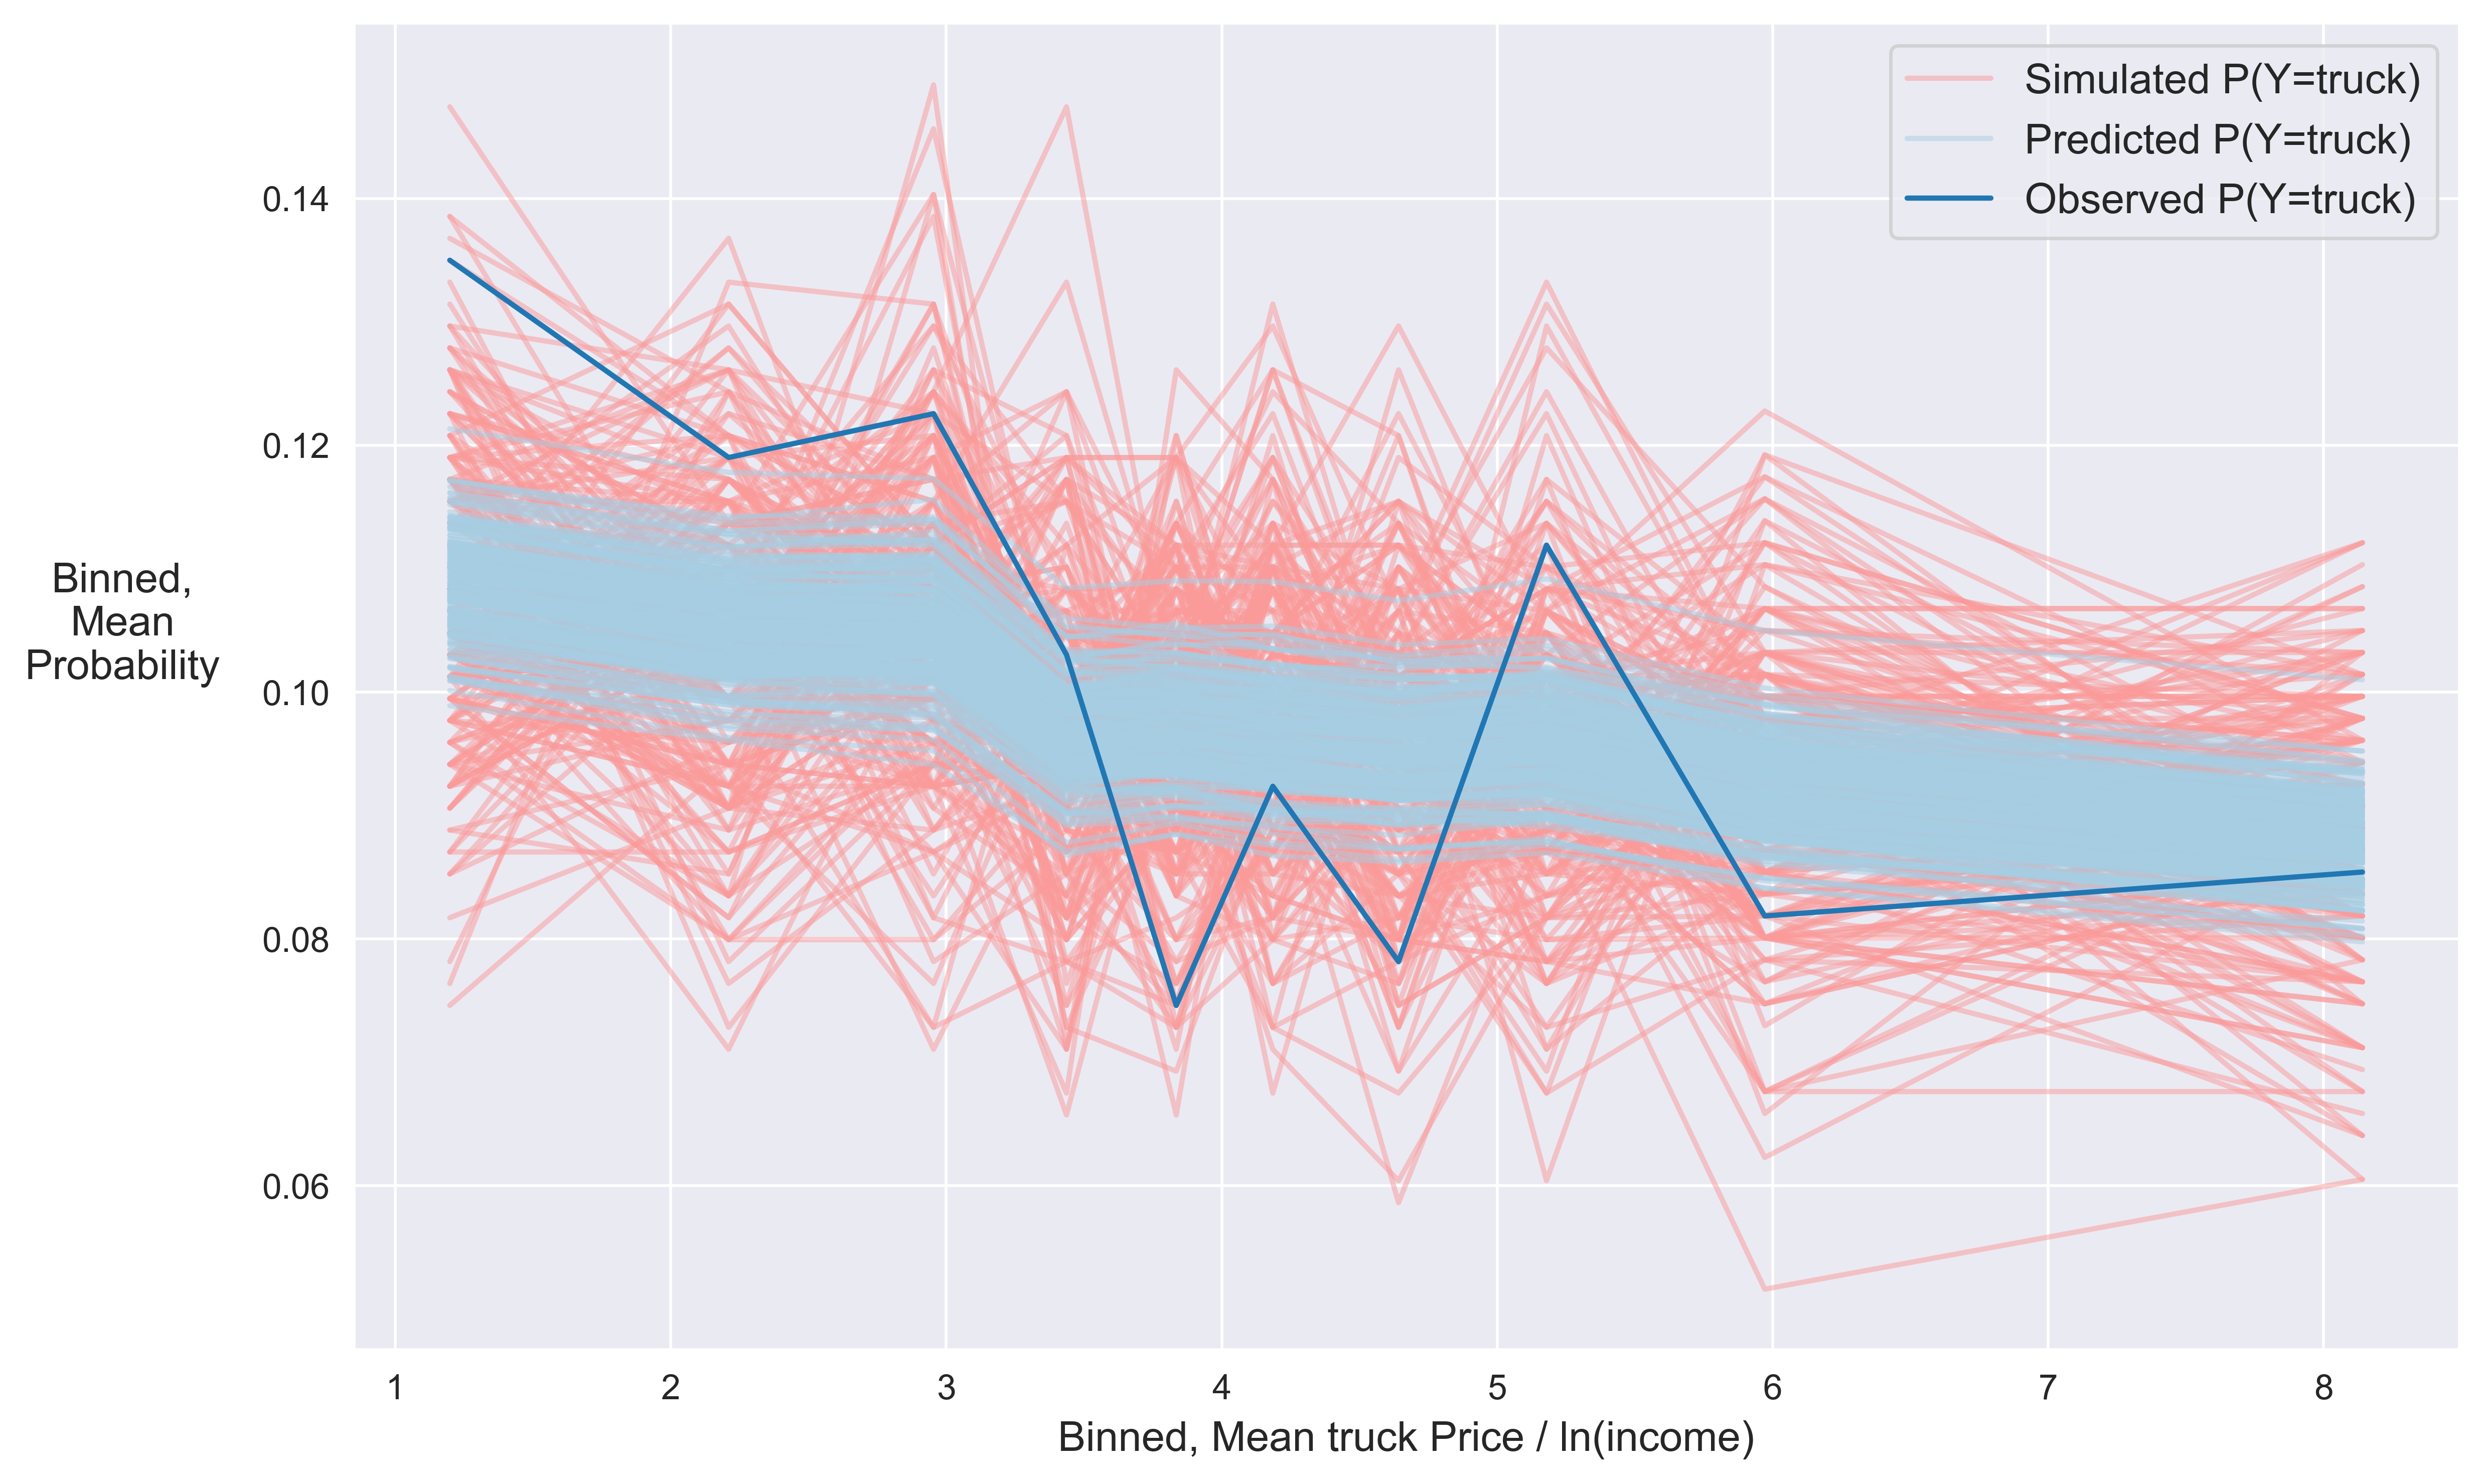 Simulated P(Y=truck)
Predicted P(Y=truck)
Observed P(Y=truck)
0.14
0.12
0.10
0.08
0.06
Binned,
Mean
Probability
1 2 3 4 5 6 7 8
Binned, Mean truck Price / ln(income)